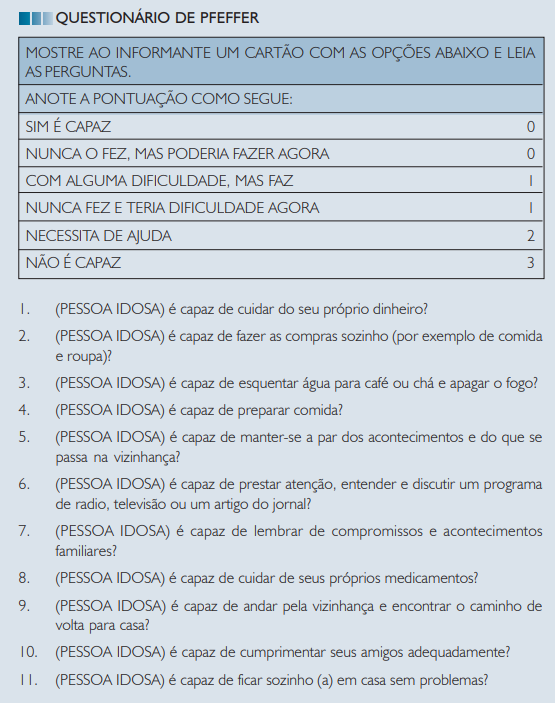 QUESTIONÁRIO DE PFEFFER
MOSTRE AO INFORMANTE UM CARTÃO COM AS OPÇÕES ABAIXO E LEIA
AS PERGUNTAS.
ANOTE A PONTUAÇÃO COMO SEGUE:
SIM É CAPAZ 0
NUNCA O FEZ, MAS PODERIA FAZER AGORA 0
COM ALGUMA DIFICULDADE, MAS FAZ 1
NUNCA FEZ E TERIA DIFICULDADE AGORA 1
NECESSITA DE AJUDA 2
NÃO É CAPAZ 3
1. (PESSOA IDOSA) é capaz de cuidar do seu próprio dinheiro?
2. (PESSOA IDOSA) é capaz de fazer as compras sozinho (por exemplo de comida
e roupa)?
3. (PESSOA IDOSA) é capaz de esquentar água para café ou chá e apagar o fogo?
4. (PESSOA IDOSA) é capaz de preparar comida?
5. (PESSOA IDOSA) é capaz de manter-se a par dos acontecimentos e do que se
passa na vizinhança?
6. (PESSOA IDOSA) é capaz de prestar atenção, entender e discutir um programa
de radio, televisão ou um artigo do jornal?
7. (PESSOA IDOSA) é capaz de lembrar de compromissos e acontecimentos
familiares?
8. (PESSOA IDOSA) é capaz de cuidar de seus próprios medicamentos?
9. (PESSOA IDOSA) é capaz de andar pela vizinhança e encontrar o caminho de
volta para casa?
10. (PESSOA IDOSA) é capaz de cumprimentar seus amigos adequadamente?
11. (PESSOA IDOSA) é capaz de ficar sozinho (a) em casa sem problemas?